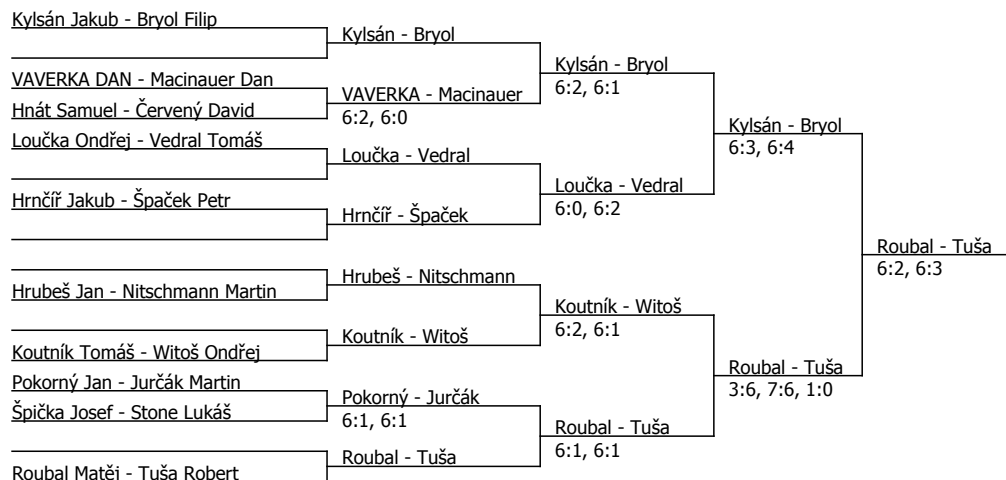 Kylsán Jakub - Bryol Filip
VAVERKA DAN - Macinauer Dan
Hnát Samuel - Červený David
Loučka Ondřej - Vedral Tomáš
Hrnčíř Jakub - Špaček Petr
Hrubeš Jan - Nitschmann Martin
Koutník Tomáš - Witoš Ondřej
Pokorný Jan - Jurčák Martin
Špička Josef - Stone Lukáš
Roubal Matěj - Tuša Robert
Kylsán - Bryol
VAVERKA - Macinauer
6:2, 6:0
Loučka - Vedral
Hrnčíř - Špaček
Hrubeš - Nitschmann
Koutník - Witoš
Pokorný - Jurčák
6:1, 6:1
Roubal - Tuša
Kylsán - Bryol
6:2, 6:1
Loučka - Vedral
6:0, 6:2
Koutník - Witoš
6:2, 6:1
Roubal - Tuša
6:1, 6:1
Kylsán - Bryol
6:3, 6:4
Roubal - Tuša
3:6, 7:6, 1:0
Roubal - Tuša
6:2, 6:3